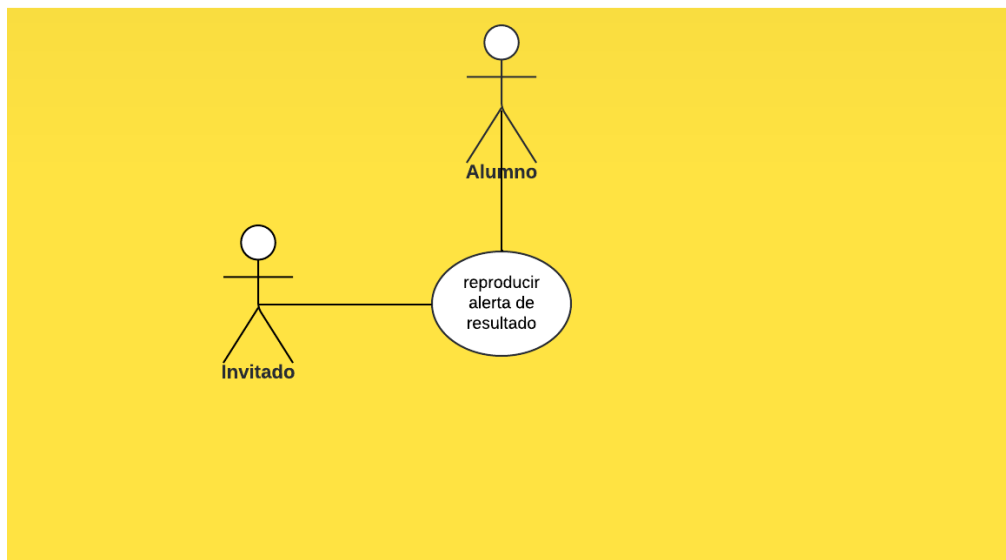 Alumno
reproducir
alerta de
resultado
Invitado